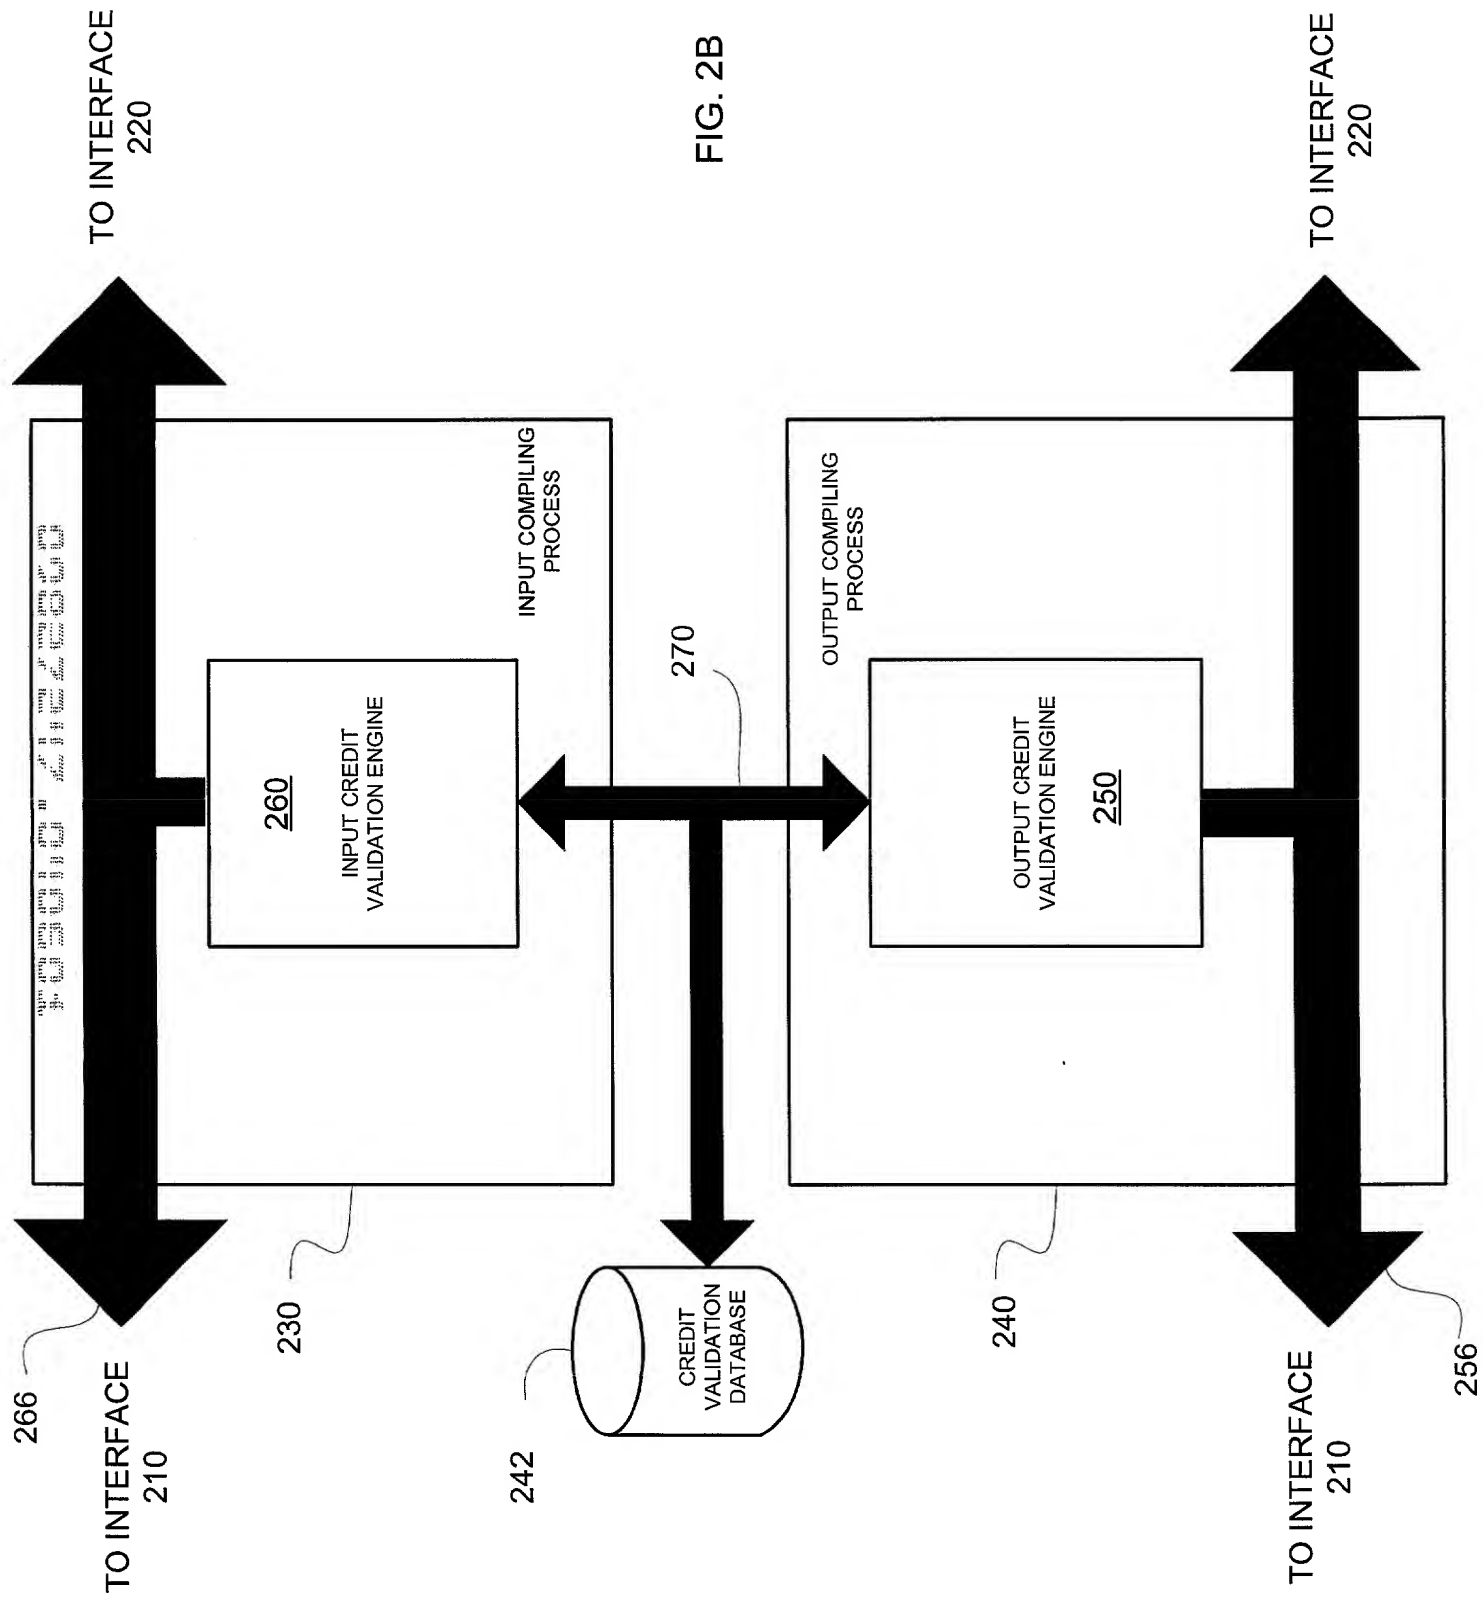 TO INTERFACE
210
266
TO INTERFACE
220
230
260
INPUT CREDIT
VALIDATION ENGINE
INPUT COMPILING
PROCESS
242
CREDIT
VALIDATION
DATABASE
270
FIG. 2B
240
OUTPUT COMPILING
PROCESS
OUTPUT CREDIT
VALIDATION ENGINE
250
TO INTERFACE
210
256
TO INTERFACE
220